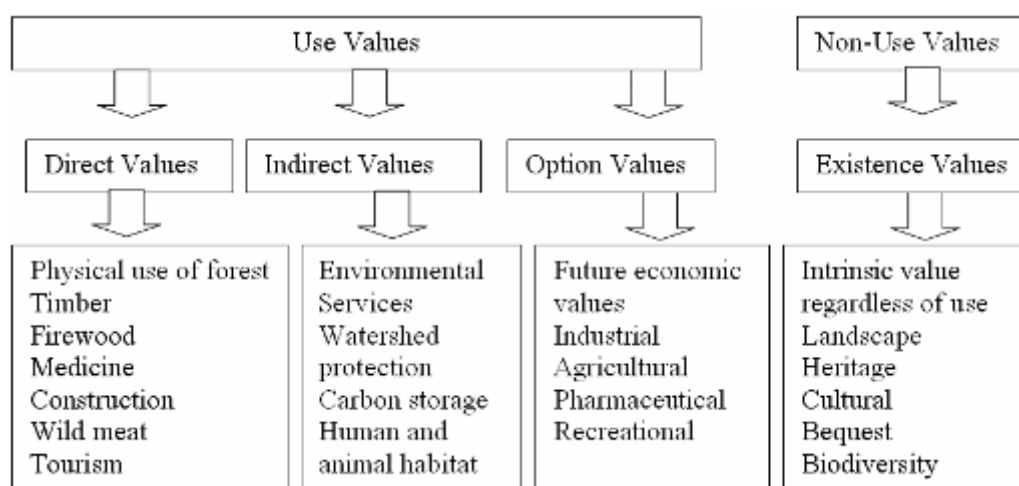 Use Values
Non-Use Values
Direct Values
Indirect Values
Option Values
Existence Values
Physical use of forest
Timber
Firewood
Medicine
Construction
Wild meat
Tourism
Environmental
Services
Watershed
protection
Carbon storage
Human and
animal habitat
Future economic
values
Industrial
Agricultural
Pharmaceutical
Recreational
Intrinsic value
regardless of use
Landscape
Heritage
Cultural
Bequest
Biodiversity